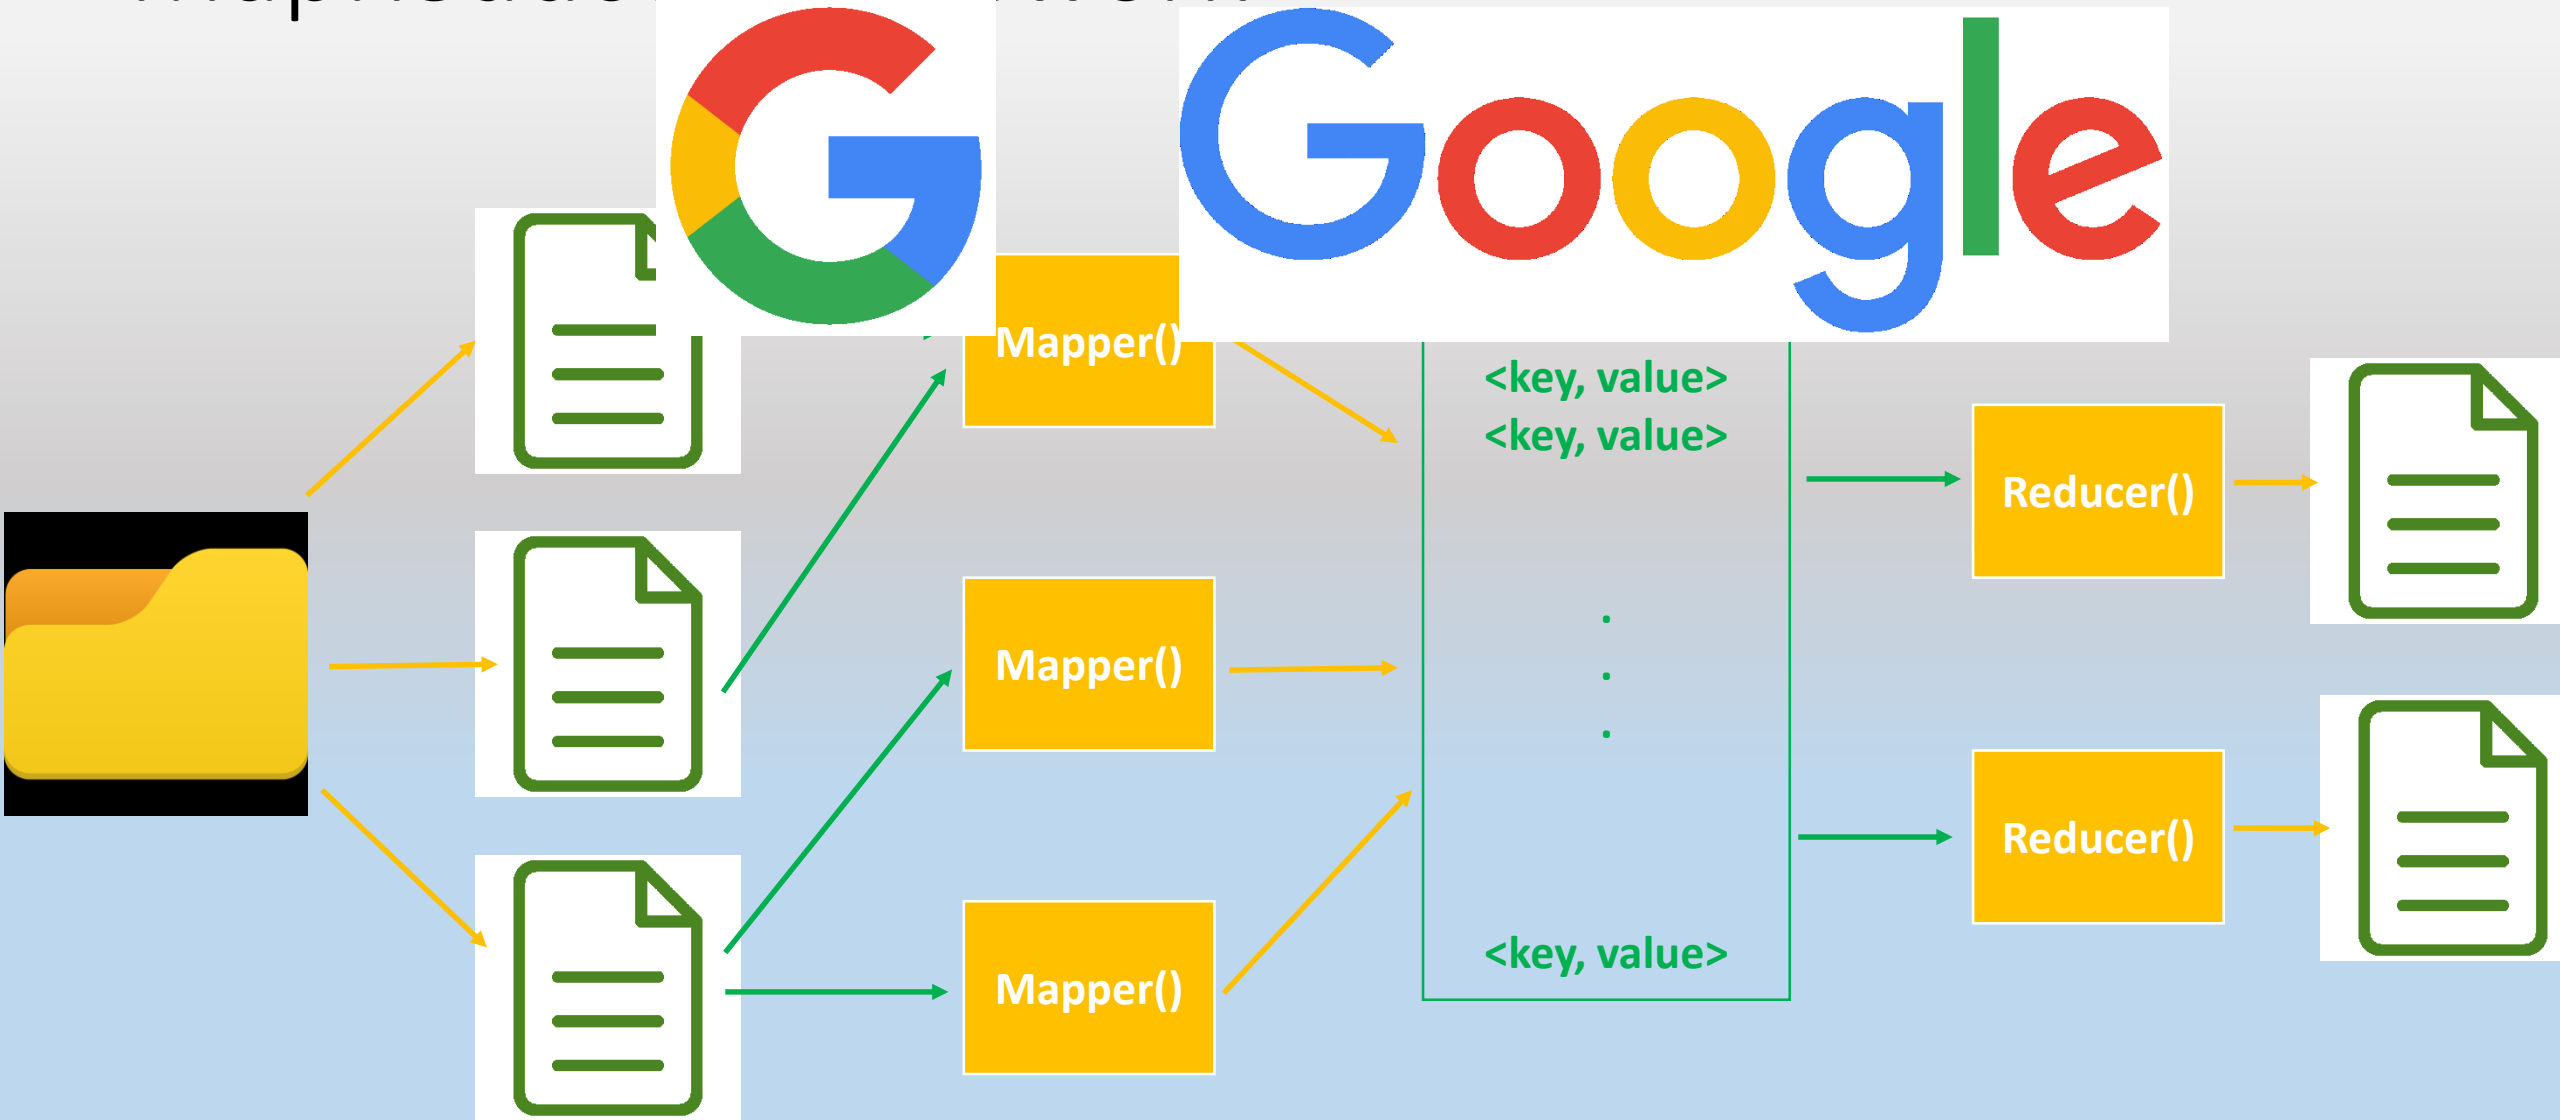 Google
Mapper()
<key, value>
<key, value>
Reducer()
Mapper()
.
.
.
Reducer()
<key, value>
Mapper()